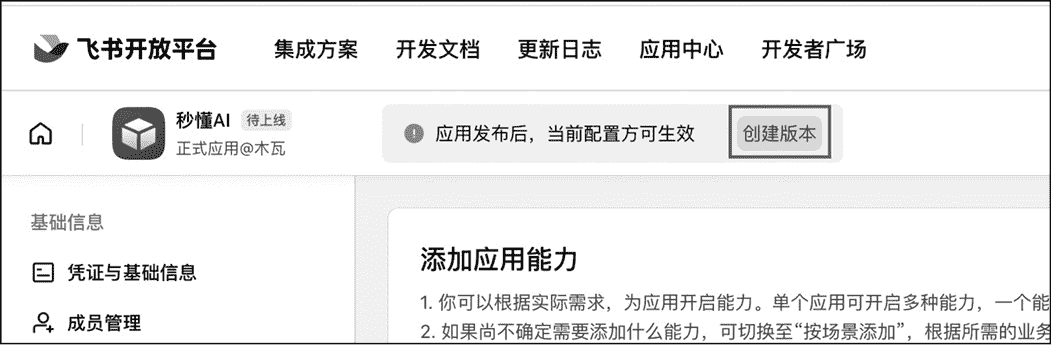 飞书开放平台 集成方案 开发文档 更新日志 应用中心 开发者广场
秒懂AI 待上线
正式应用@木瓦
应用发布后，当前配置方可生效 创建版本
基础信息
凭证与基础信息
成员管理
添加应用能力
1. 你可以根据实际需求，为应用开启能力。单个应用可开启多种能力，一个能
2. 如果尚不确定需要添加什么能力，可切换至“按场景添加”，根据所需的业务